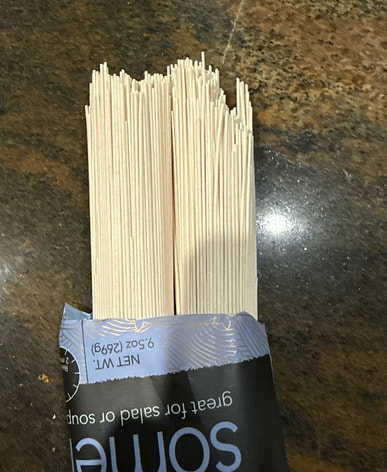 some
great for salad or soup
NET WT.
9.5oz (269g)